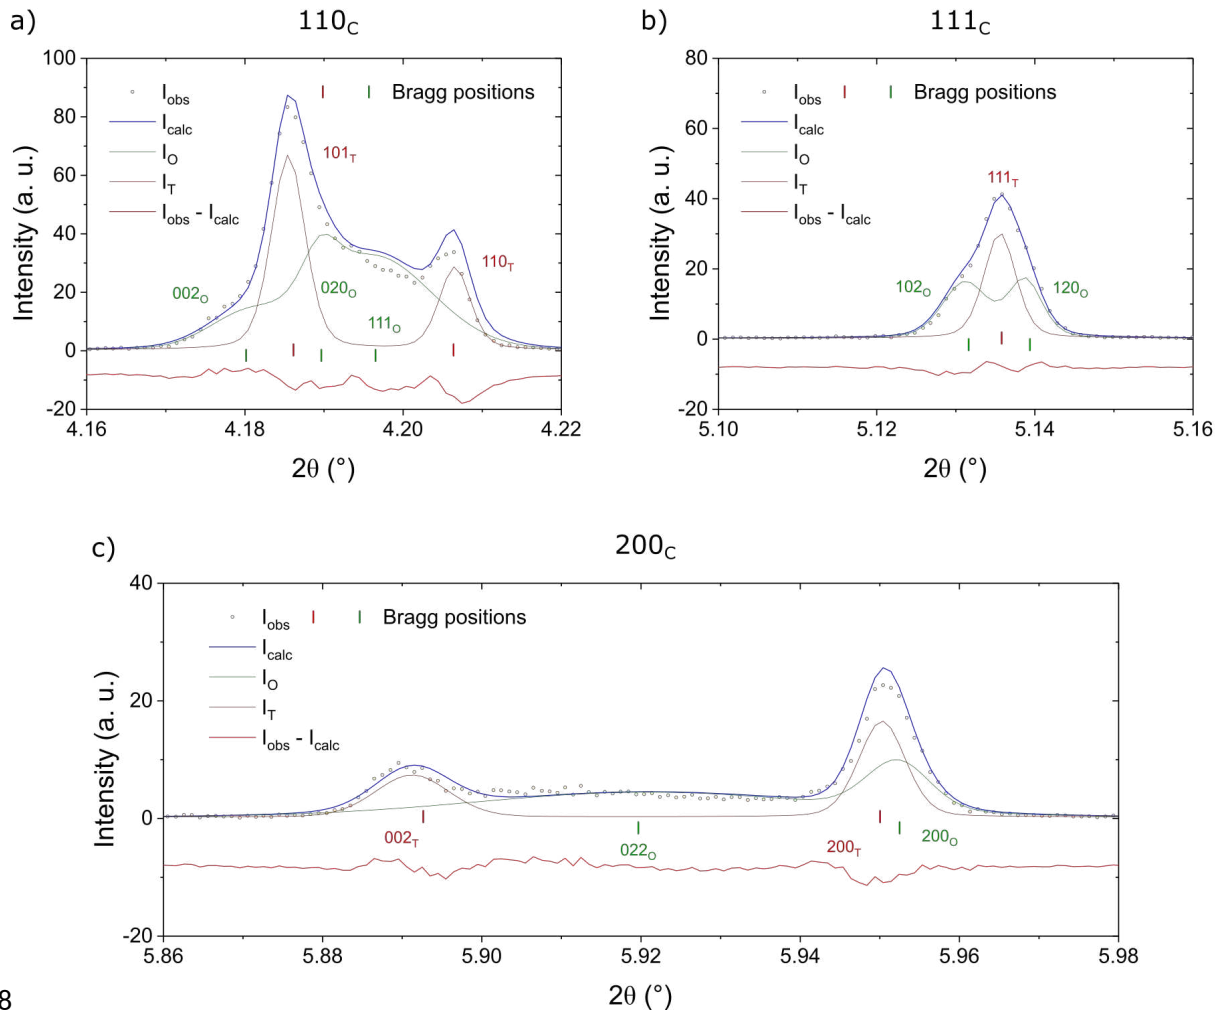 a) 110C
b) 111C
Iobs Bragg positions
Icalc
IO
IT
Iobs - Icalc
101T
110T
002O
020O
111O
100
80
60
40
20
0
-20
4.16 4.18 4.20 4.22
Intensity (a. u.)
2θ (°)
Iobs Bragg positions
Icalc
IO
IT
Iobs - Icalc
111T
102O
120O
80
60
40
20
0
-20
5.10 5.12 5.14 5.16
Intensity (a. u.)
2θ (°)
c) 200C
Iobs Bragg positions
Icalc
IO
IT
Iobs - Icalc
002T
022O
200T
200O
40
20
0
-20
5.86 5.88 5.90 5.92 5.94 5.96 5.98
Intensity (a. u.)
2θ (°)
8